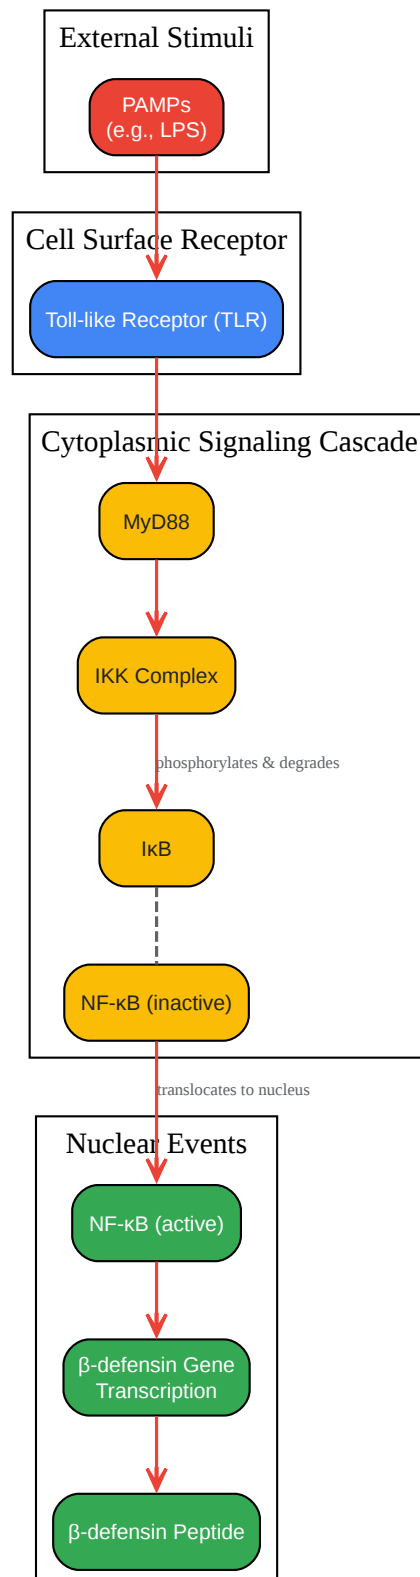 External Stimuli
PAMPs
(e.g., LPS)
Cell Surface Receptor
Toll-like Receptor (TLR)
Cytoplasmic Signaling Cascade
MyD88
IKK Complex
phosphorylates & degrades
IκB
NF-κB (inactive)
translocates to nucleus
Nuclear Events
NF-κB (active)
β-defensin Gene
Transcription
β-defensin Peptide